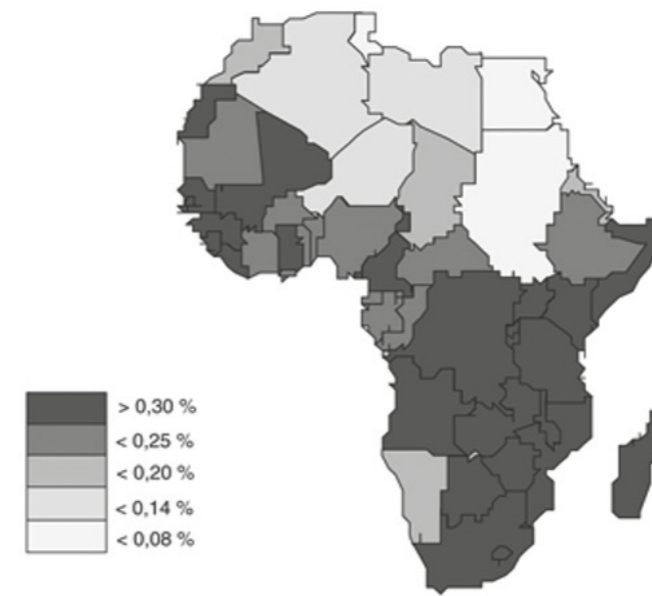 > 0,30 %
< 0,25 %
< 0,20 %
< 0,14 %
< 0,08 %